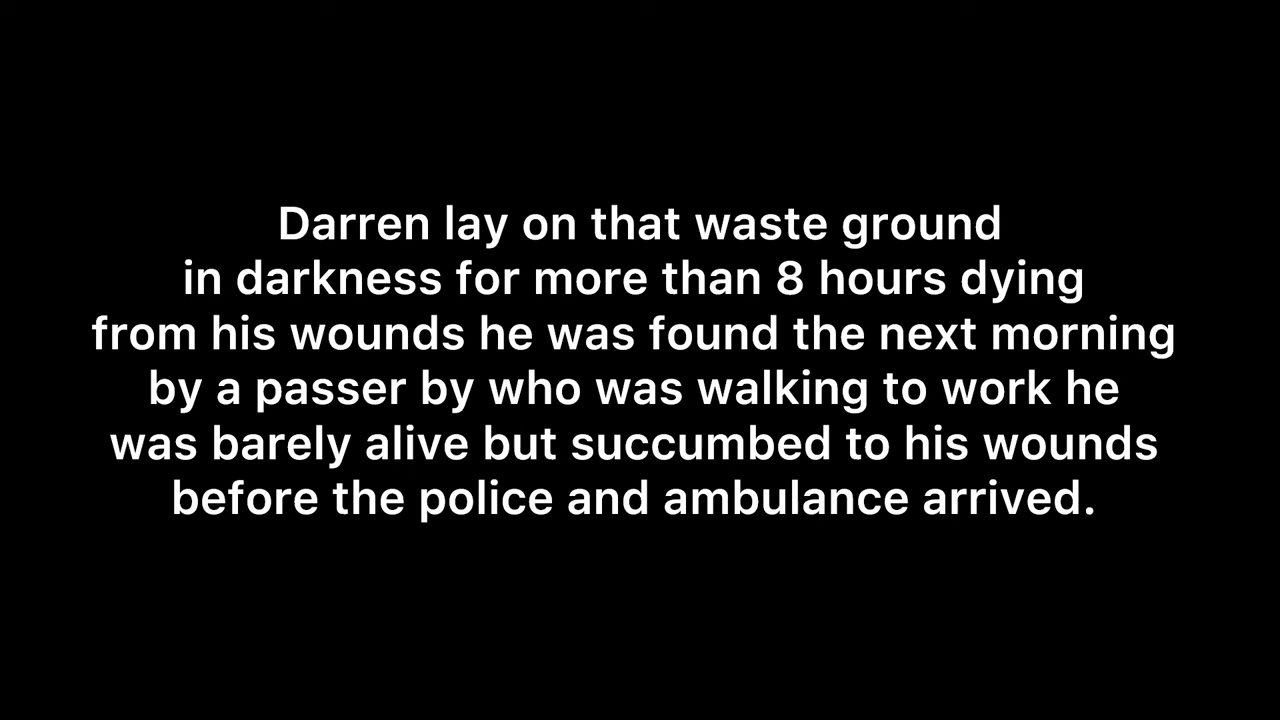 Darren lay on that waste ground
in darkness for more than 8 hours dying
from his wounds he was found the next morning
by a passer by who was walking to work he
was barely alive but succumbed to his wounds
before the police and ambulance arrived.